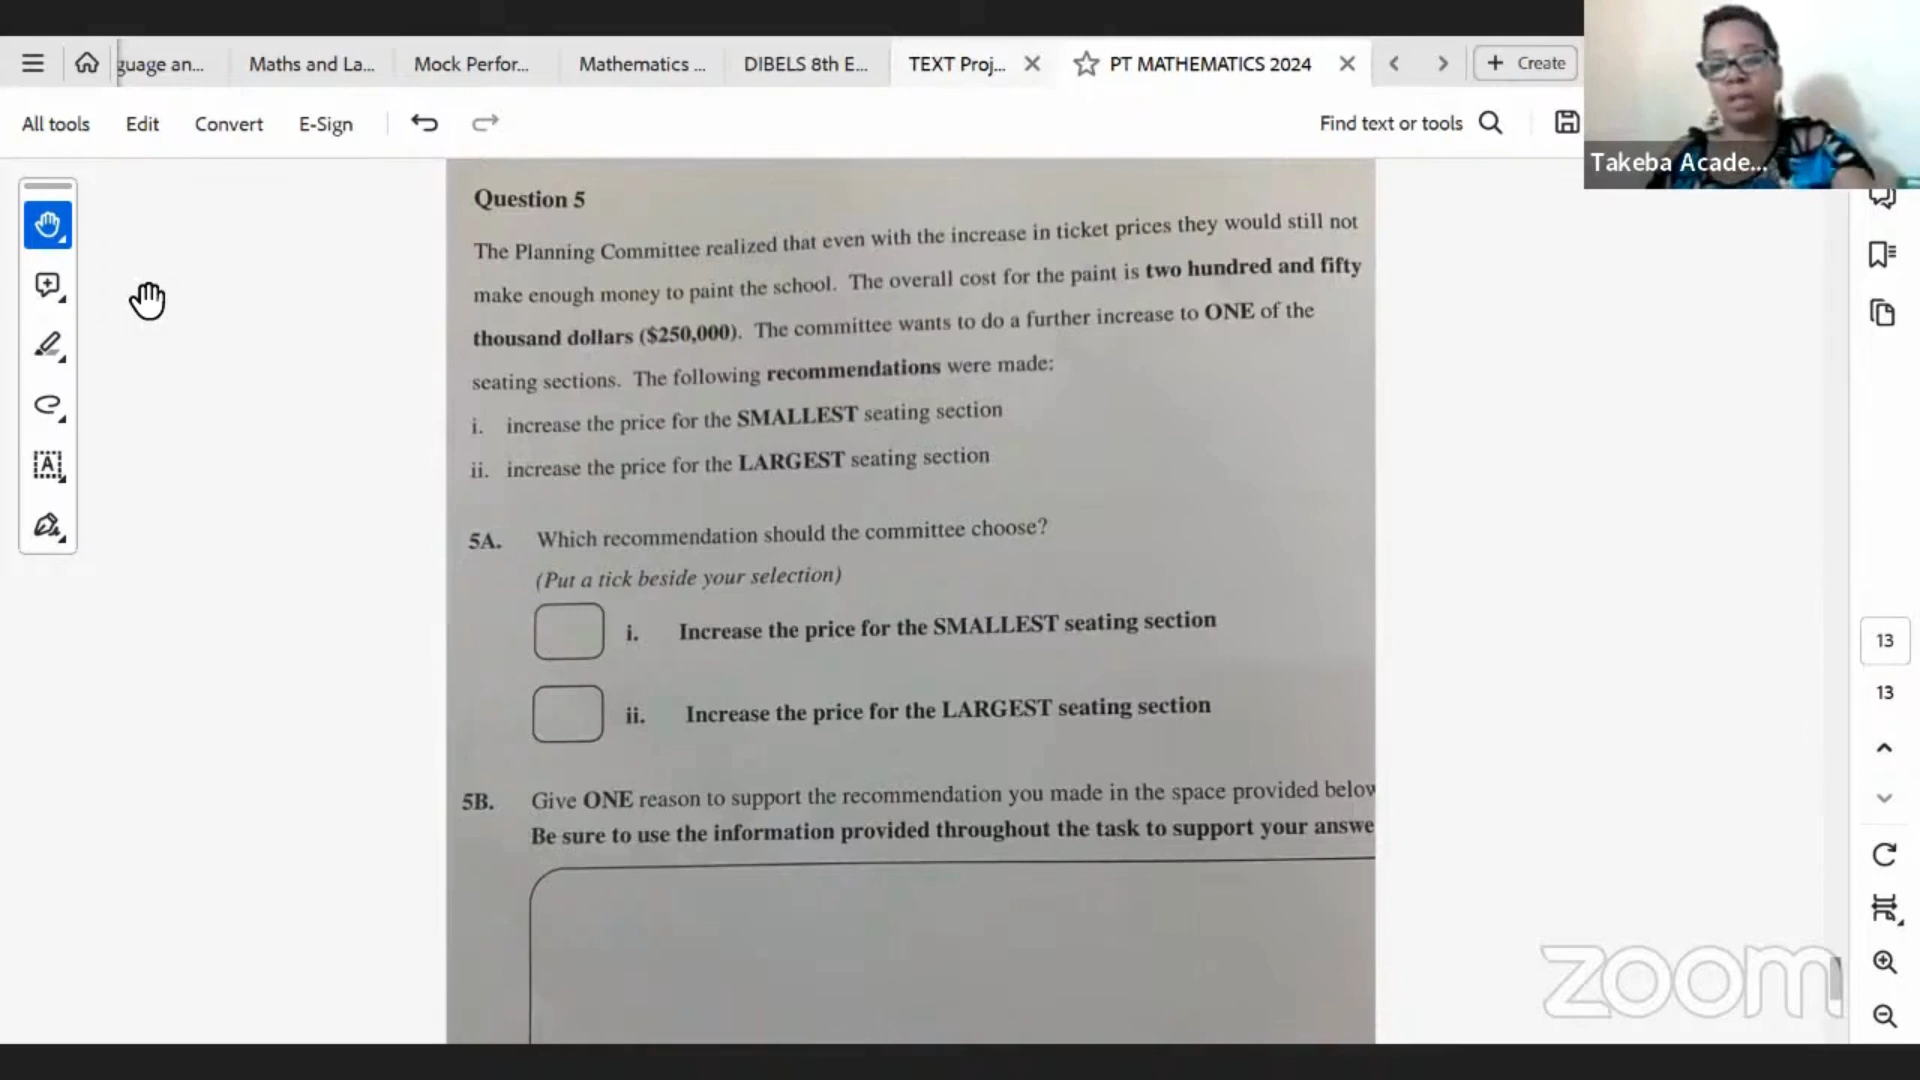 guage an...
Maths and La...
Mock Perfor...
Mathematics ...
DIBELS 8th E...
TEXT Proj...
PT MATHEMATICS 2024
+ Create
All tools
Edit
Convert
E-Sign
Find text or tools
Takeba Acade...
Question 5
The Planning Committee realized that even with the increase in ticket prices they would still not
make enough money to paint the school. The overall cost for the paint is two hundred and fifty
thousand dollars ($250,000). The committee wants to do a further increase to ONE of the
seating sections. The following recommendations were made:
i. increase the price for the SMALLEST seating section
ii. increase the price for the LARGEST seating section
5A. Which recommendation should the committee choose?
(Put a tick beside your selection)
i. Increase the price for the SMALLEST seating section
ii. Increase the price for the LARGEST seating section
5B. Give ONE reason to support the recommendation you made in the space provided below
Be sure to use the information provided throughout the task to support your answe
13
13
zoom